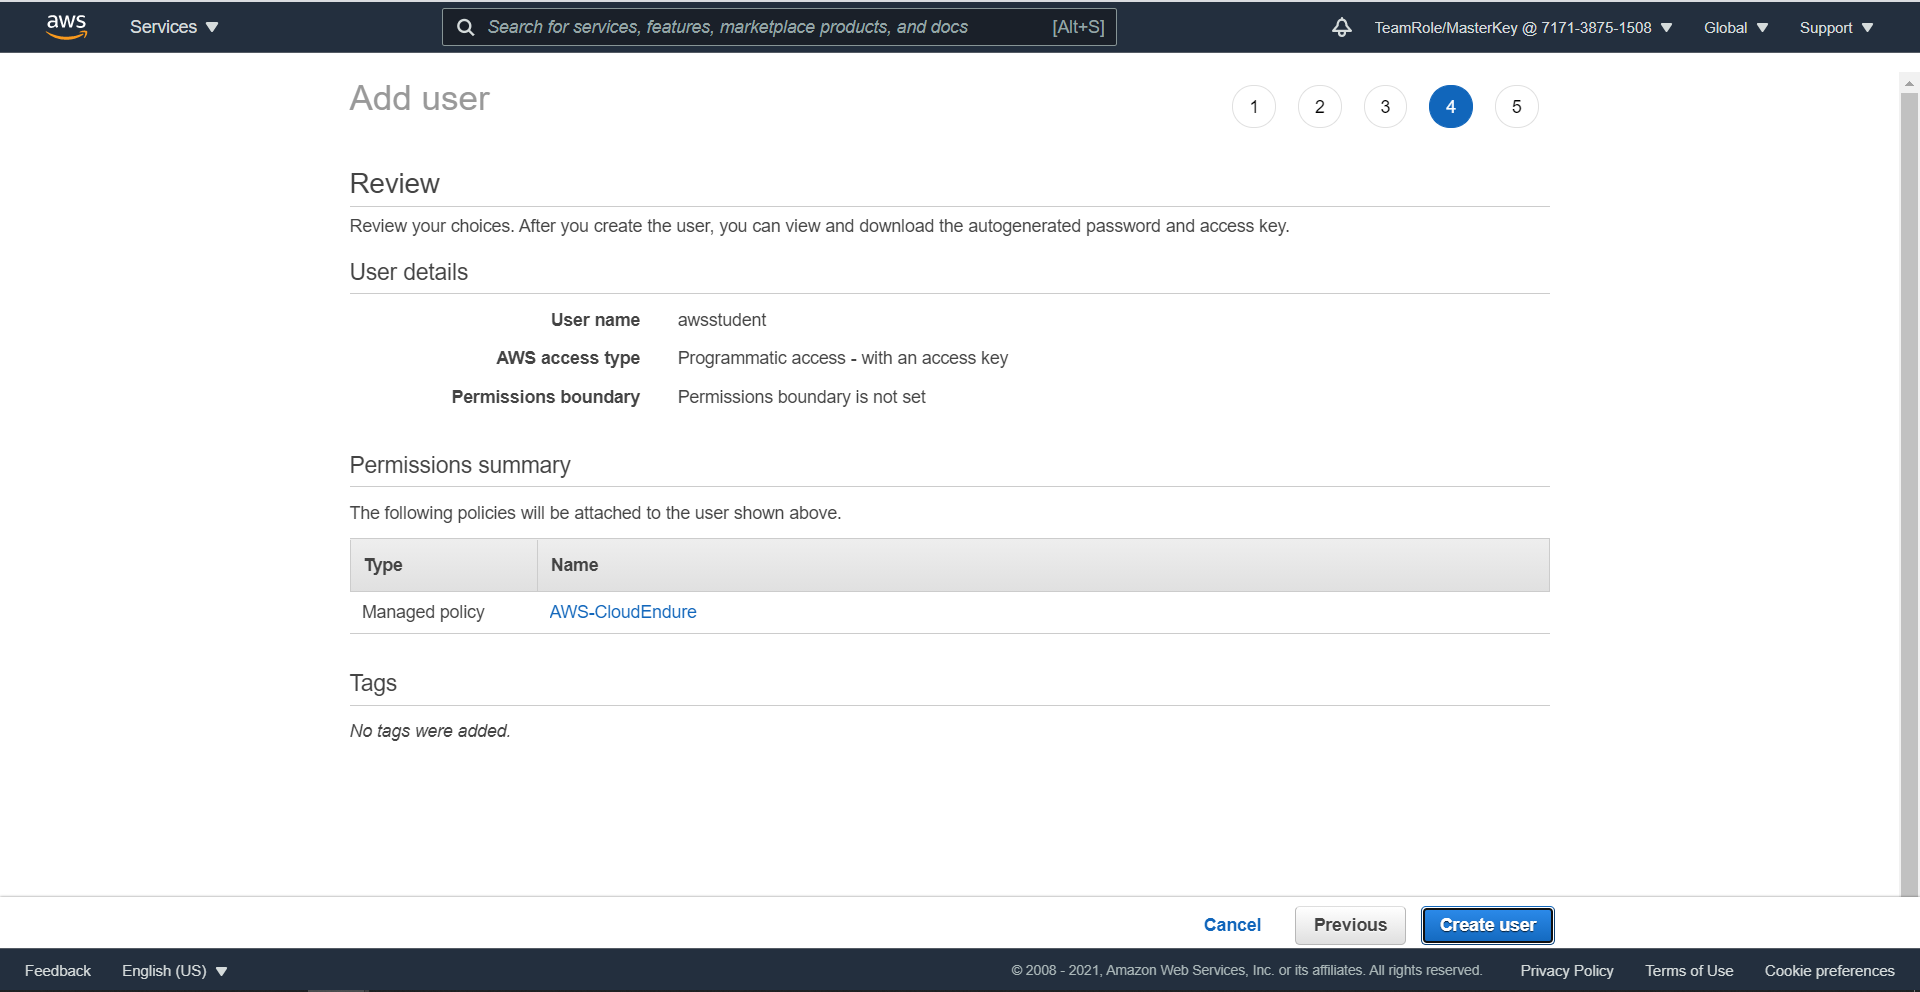 aws
Services
Search for services, features, marketplace products, and docs [Alt+S]
TeamRole/MasterKey @ 7171-3875-1508
Global
Support
Add user
1 2 3 4 5
Review
Review your choices. After you create the user, you can view and download the autogenerated password and access key.
User details
User name awsstudent
AWS access type Programmatic access - with an access key
Permissions boundary Permissions boundary is not set
Permissions summary
The following policies will be attached to the user shown above.
Type Name
Managed policy AWS-CloudEndure
Tags
No tags were added.
Cancel Previous Create user
Feedback English (US) © 2008 - 2021, Amazon Web Services, Inc. or its affiliates. All rights reserved. Privacy Policy Terms of Use Cookie preferences